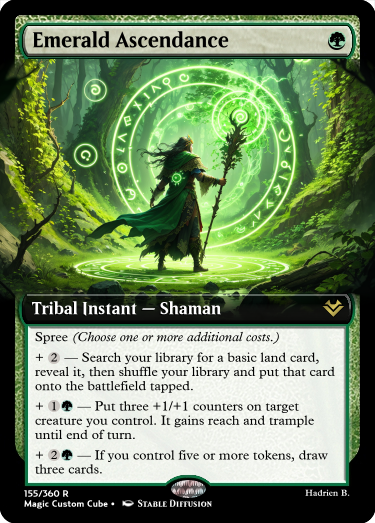 Emerald Ascendance
Tribal Instant — Shaman
Spree (Choose one or more additional costs.)
+ 2 — Search your library for a basic land card,
reveal it, then shuffle your library and put that card
onto the battlefield tapped.
+ 1 — Put three +1/+1 counters on target
creature you control. It gains reach and trample
until end of turn.
+ 2 — If you control five or more tokens, draw
three cards.
155/360 R
Hadrien B.
Magic Custom Cube • Stable Diffusion